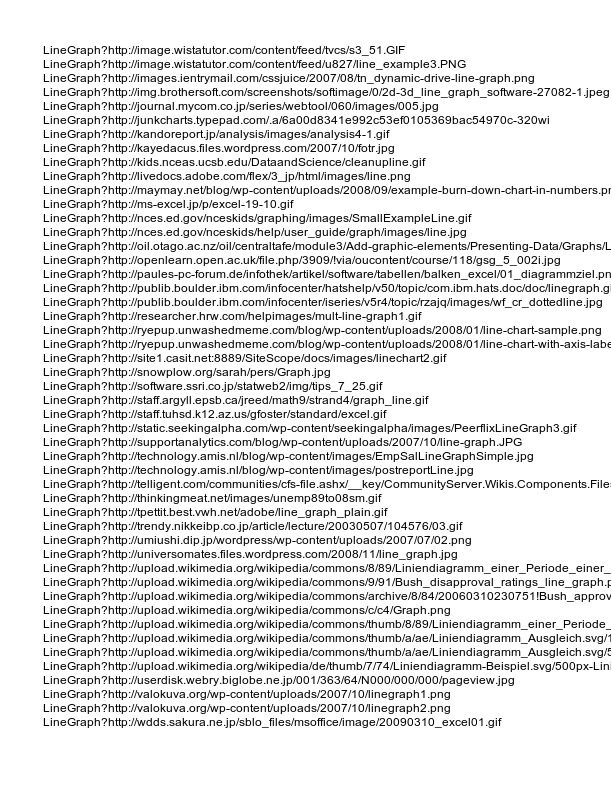 LineGraph?http://image.wistatutor.com/content/feed/tvcs/s3_51.GIF
LineGraph?http://image.wistatutor.com/content/feed/u827/line_example3.PNG
LineGraph?http://images.ientrymail.com/cssjuice/2007/08/tn_dynamic-drive-line-graph.png
LineGraph?http://img.brothersoft.com/screenshots/softimage/0/2d-3d_line_graph_software-27082-1.jpeg
LineGraph?http://journal.mycom.co.jp/series/webtool/060/images/005.jpg
LineGraph?http://junkcharts.typepad.com/.a/6a00d8341e992c53ef0105369bac54970c-320wi
LineGraph?http://kandoreport.jp/analysis/images/analysis4-1.gif
LineGraph?http://kayedacus.files.wordpress.com/2007/10/fotr.jpg
LineGraph?http://kids.nceas.ucsb.edu/DataandScience/cleanupline.gif
LineGraph?http://livedocs.adobe.com/flex/3_jp/html/images/line.png
LineGraph?http://maymay.net/blog/wp-content/uploads/2008/09/example-burn-down-chart-in-numbers.pn
LineGraph?http://ms-excel.jp/p/excel-19-10.gif
LineGraph?http://nces.ed.gov/nceskids/graphing/images/SmallExampleLine.gif
LineGraph?http://nces.ed.gov/nceskids/help/user_guide/graph/images/line.jpg
LineGraph?http://oil.otago.ac.nz/oil/centraltafe/module3/Add-graphic-elements/Presenting-Data/Graphs/L
LineGraph?http://openlearn.open.ac.uk/file.php/3909/!via/oucontent/course/118/gsg_5_002i.jpg
LineGraph?http://paules-pc-forum.de/infothek/artikel/software/tabellen/balken_excel/01_diagrammziel.pn
LineGraph?http://publib.boulder.ibm.com/infocenter/hatshelp/v50/topic/com.ibm.hats.doc/doc/linegraph.gi
LineGraph?http://publib.boulder.ibm.com/infocenter/iseries/v5r4/topic/rzajq/images/wf_cr_dottedline.jpg
LineGraph?http://researcher.hrw.com/helpimages/mult-line-graph1.gif
LineGraph?http://ryepup.unwashedmeme.com/blog/wp-content/uploads/2008/01/line-chart-sample.png
LineGraph?http://ryepup.unwashedmeme.com/blog/wp-content/uploads/2008/01/line-chart-with-axis-labe
LineGraph?http://site1.casit.net:8889/SiteScope/docs/images/linechart2.gif
LineGraph?http://snowplow.org/sarah/pers/Graph.jpg
LineGraph?http://software.ssri.co.jp/statweb2/img/tips_7_25.gif
LineGraph?http://staff.argyll.epsb.ca/jreed/math9/strand4/graph_line.gif
LineGraph?http://staff.tuhsd.k12.az.us/gfoster/standard/excel.gif
LineGraph?http://static.seekingalpha.com/wp-content/seekingalpha/images/PeerflixLineGraph3.gif
LineGraph?http://supportanalytics.com/blog/wp-content/uploads/2007/10/line-graph.JPG
LineGraph?http://technology.amis.nl/blog/wp-content/images/EmpSalLineGraphSimple.jpg
LineGraph?http://technology.amis.nl/blog/wp-content/images/postreportLine.jpg
LineGraph?http://telligent.com/communities/cfs-file.ashx/__key/CommunityServer.Wikis.Components.Files
LineGraph?http://thinkingmeat.net/images/unemp89to08sm.gif
LineGraph?http://tpettit.best.vwh.net/adobe/line_graph_plain.gif
LineGraph?http://trendy.nikkeibp.co.jp/article/lecture/20030507/104576/03.gif
LineGraph?http://umiushi.dip.jp/wordpress/wp-content/uploads/2007/07/02.png
LineGraph?http://universomates.files.wordpress.com/2008/11/line_graph.jpg
LineGraph?http://upload.wikimedia.org/wikipedia/commons/8/89/Liniendiagramm_einer_Periode_einer_
LineGraph?http://upload.wikimedia.org/wikipedia/commons/9/91/Bush_disapproval_ratings_line_graph.p
LineGraph?http://upload.wikimedia.org/wikipedia/commons/archive/8/84/20060310230751!Bush_approv
LineGraph?http://upload.wikimedia.org/wikipedia/commons/c/c4/Graph.png
LineGraph?http://upload.wikimedia.org/wikipedia/commons/thumb/8/89/Liniendiagramm_einer_Periode_
LineGraph?http://upload.wikimedia.org/wikipedia/commons/thumb/a/ae/Liniendiagramm_Ausgleich.svg/1
LineGraph?http://upload.wikimedia.org/wikipedia/commons/thumb/a/ae/Liniendiagramm_Ausgleich.svg/5
LineGraph?http://upload.wikimedia.org/wikipedia/de/thumb/7/74/Liniendiagramm-Beispiel.svg/500px-Lini
LineGraph?http://userdisk.webry.biglobe.ne.jp/001/363/64/N000/000/000/pageview.jpg
LineGraph?http://valokuva.org/wp-content/uploads/2007/10/linegraph1.png
LineGraph?http://valokuva.org/wp-content/uploads/2007/10/linegraph2.png
LineGraph?http://wdds.sakura.ne.jp/sblo_files/msoffice/image/20090310_excel01.gif